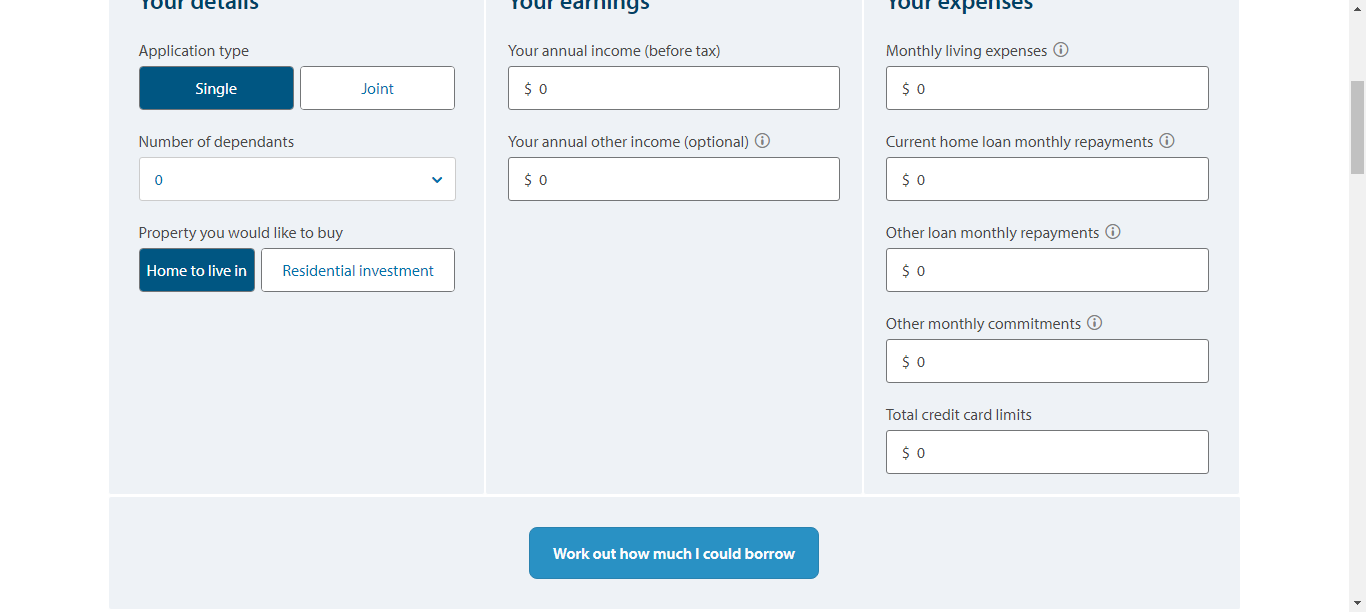 Your details
Application type
Single
Joint
Number of dependants
0
Property you would like to buy
Home to live in
Residential investment
Your earnings
Your annual income (before tax)
$ 0
Your annual other income (optional)
$ 0
Your expenses
Monthly living expenses
$ 0
Current home loan monthly repayments
$ 0
Other loan monthly repayments
$ 0
Other monthly commitments
$ 0
Total credit card limits
$ 0
Work out how much I could borrow